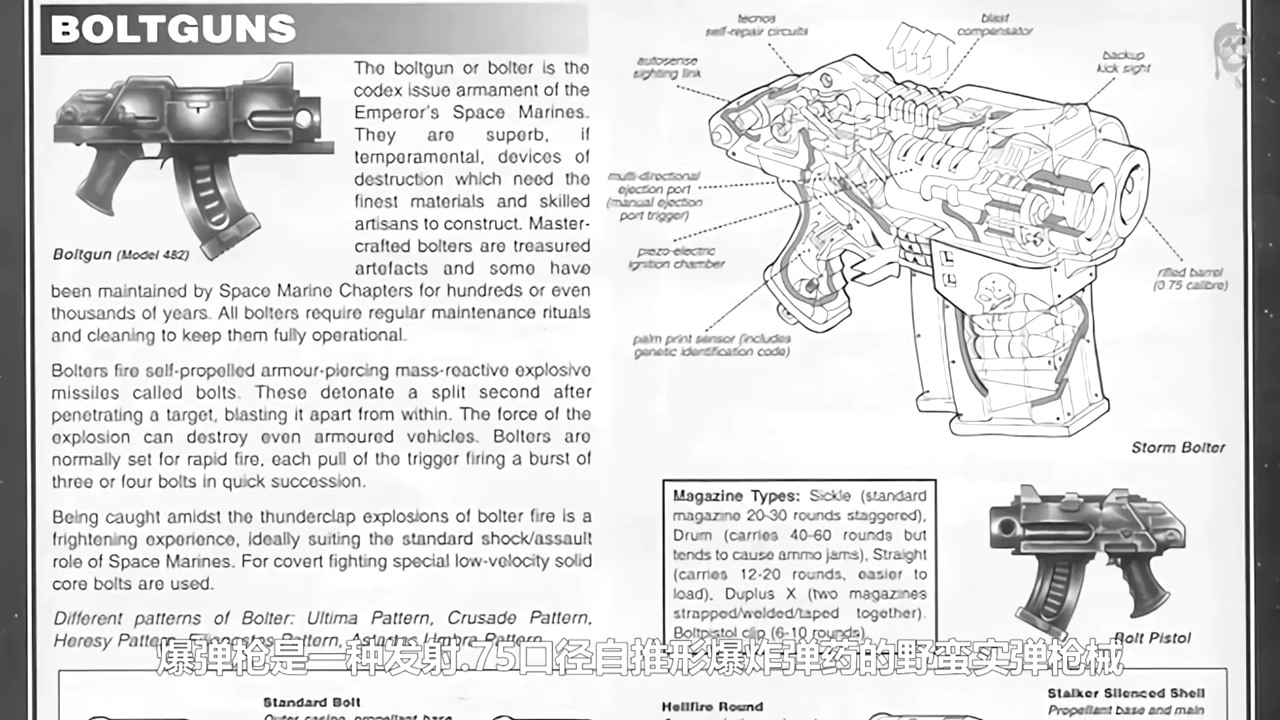 BOLTGUNS
The boltgun or bolter is the
codex issue armament of the
Emperor's Space Marines.
They are superb, if
temperamental, devices of
destruction which need the
finest materials and skilled
artisans to construct. Master-
crafted bolters are treasured
artefacts and some have
been maintained by Space Marine Chapters for hundreds or even
thousands of years. All bolters require regular maintenance rituals
and cleaning to keep them fully operational.
Boltgun (Model 482)
Bolters fire self-propelled armour-piercing mass-reactive explosive
missiles called bolts. These detonate a split second after
penetrating a target, blasting it apart from within. The force of the
explosion can destroy even armoured vehicles. Bolters are
normally set for rapid fire, each pull of the trigger firing a burst of
three or four bolts in quick succession.
Being caught amidst the thunderclap explosions of bolter fire is a
frightening experience, ideally suiting the standard shock/assault
role of Space Marines. For covert fighting special low-velocity solid
core bolts are used.
Different patterns of Bolter: Ultima Pattern, Crusade Pattern,
Heresy Pattern, Pattern, Astartes Umbra Pattern
tecnos
self-repair circuits
blast
compensator
autosense
sighting link
backup
kick sight
multi-directional
ejection port
(manual ejection
port trigger)
piezo-electric
ignition chamber
rifled barrel
(0.75 calibre)
palm print sensor (includes
genetic identification code)
Storm Bolter
Magazine Types: Sickle (standard
magazine 20-30 rounds staggered),
Drum (carries 40-60 rounds but
tends to cause ammo jams), Straight
(carries 12-20 rounds, easier to
load), Duplus X (two magazines
strapped/welded/taped together).
Boltpistol clip (6-10 rounds).
Bolt Pistol
爆弹枪是一种发射.75口径自推形爆炸弹药的野蛮实弹枪械
Standard Bolt
Outer casing, propellant base
Hellfire Round
Stalker Silenced Shell
Propellant base and main